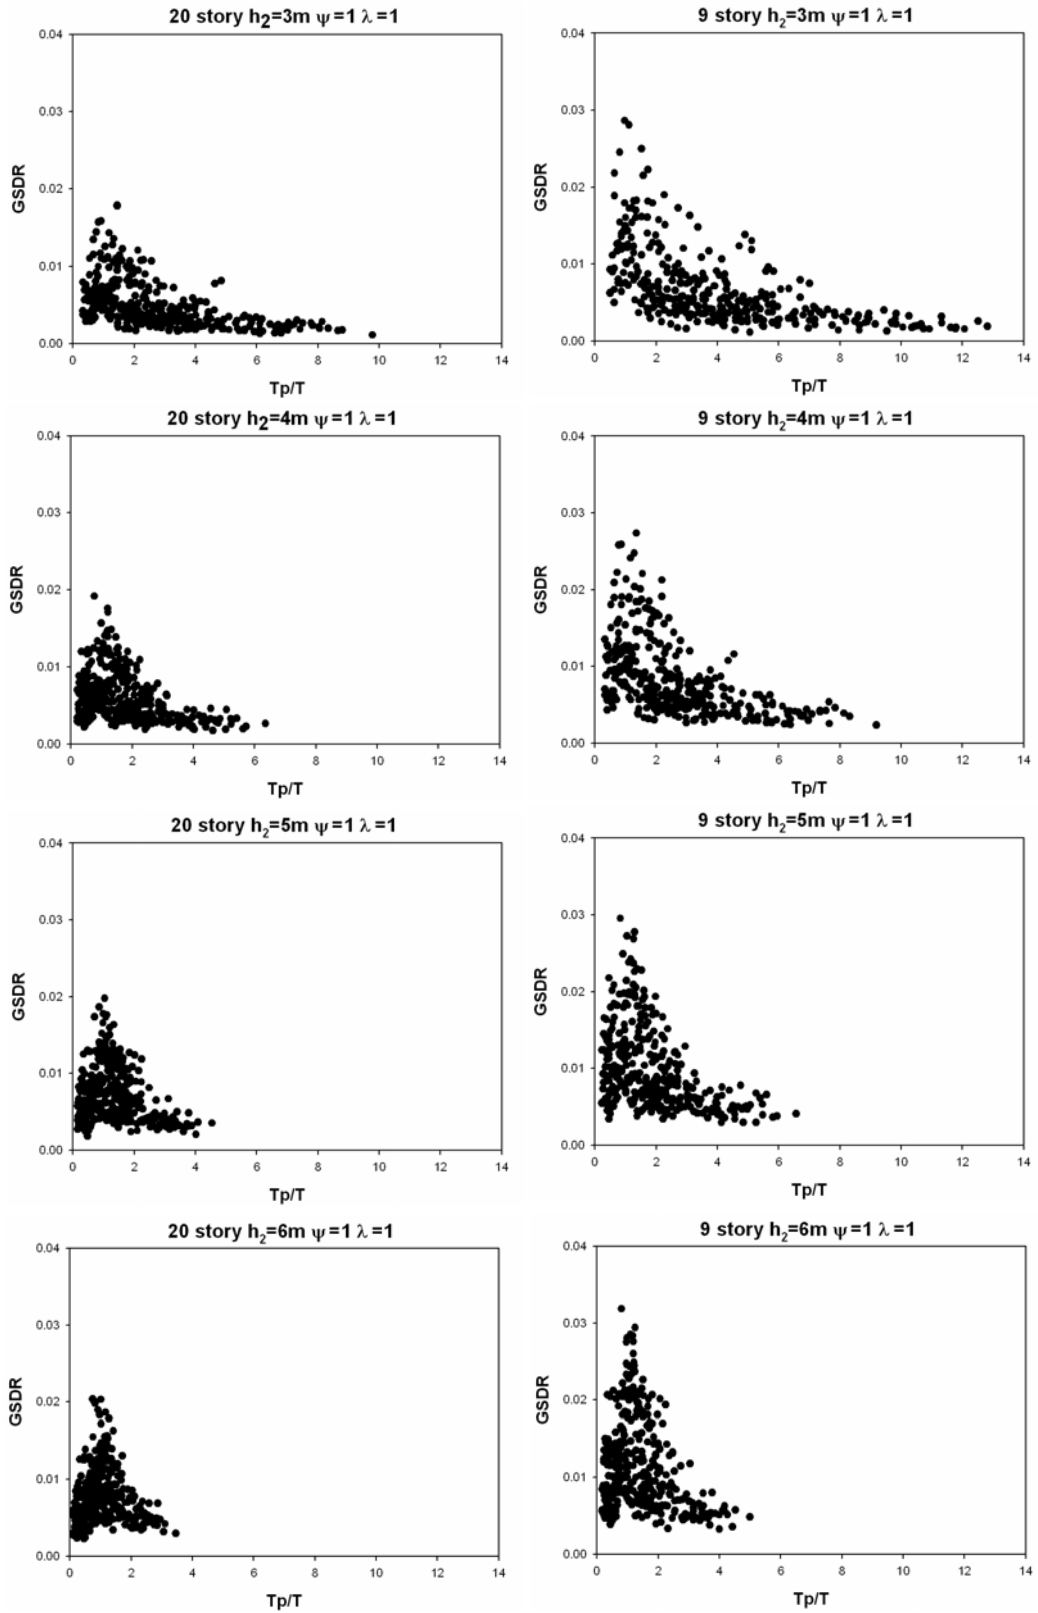 20 story h2=3m ψ=1 λ=1
0.04
0.03
0.02
0.01
0.00
GSDR
0 2 4 6 8 10 12 14
Tp/T
9 story h2=3m ψ=1 λ=1
0.04
0.03
0.02
0.01
0.00
GSDR
0 2 4 6 8 10 12 14
Tp/T
20 story h2=4m ψ=1 λ=1
0.04
0.03
0.02
0.01
0.00
GSDR
0 2 4 6 8 10 12 14
Tp/T
9 story h2=4m ψ=1 λ=1
0.04
0.03
0.02
0.01
0.00
GSDR
0 2 4 6 8 10 12 14
Tp/T
20 story h2=5m ψ=1 λ=1
0.04
0.03
0.02
0.01
0.00
GSDR
0 2 4 6 8 10 12 14
Tp/T
9 story h2=5m ψ=1 λ=1
0.04
0.03
0.02
0.01
0.00
GSDR
0 2 4 6 8 10 12 14
Tp/T
20 story h2=6m ψ=1 λ=1
0.04
0.03
0.02
0.01
0.00
GSDR
0 2 4 6 8 10 12 14
Tp/T
9 story h2=6m ψ=1 λ=1
0.04
0.03
0.02
0.01
0.00
GSDR
0 2 4 6 8 10 12 14
Tp/T